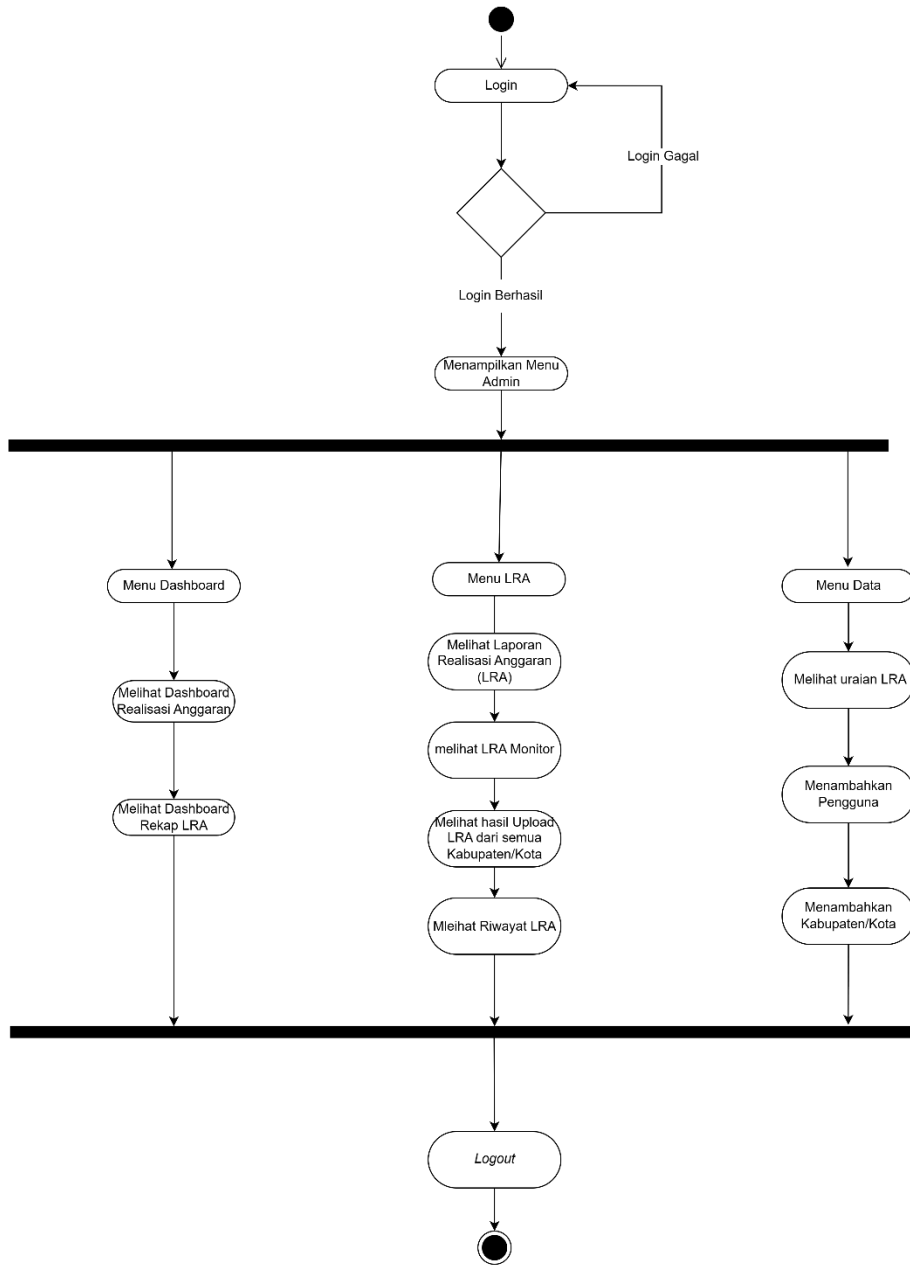 Login
Login Gagal
Login Berhasil
Menampilkan Menu
Admin
Menu Dashboard
Melihat Dashboard
Realisasi Anggaran
Melihat Dashboard
Rekap LRA
Menu LRA
Melihat Laporan
Realisasi Anggaran
(LRA)
melihat LRA Monitor
Melihat hasil Upload
LRA dari semua
Kabupaten/Kota
Mleihat Riwayat LRA
Menu Data
Melihat uraian LRA
Menambahkan
Pengguna
Menambahkan
Kabupaten/Kota
Logout